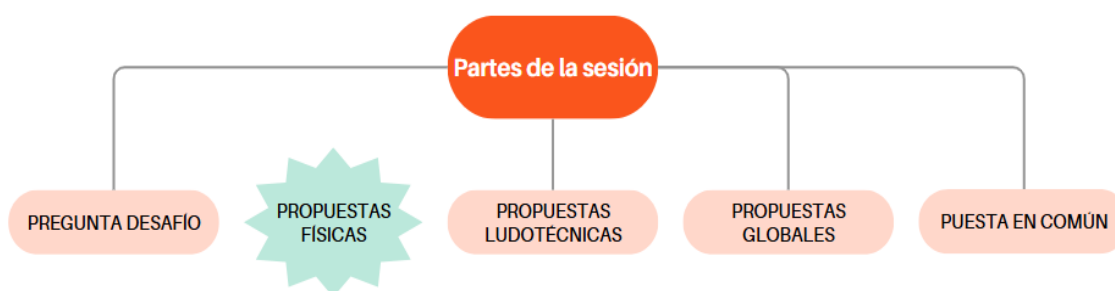 Partes de la sesión
PREGUNTA DESAFÍO
PROPUESTAS
FÍSICAS
PROPUESTAS
LUDOTÉCNICAS
PROPUESTAS
GLOBALES
PUESTA EN COMÚN